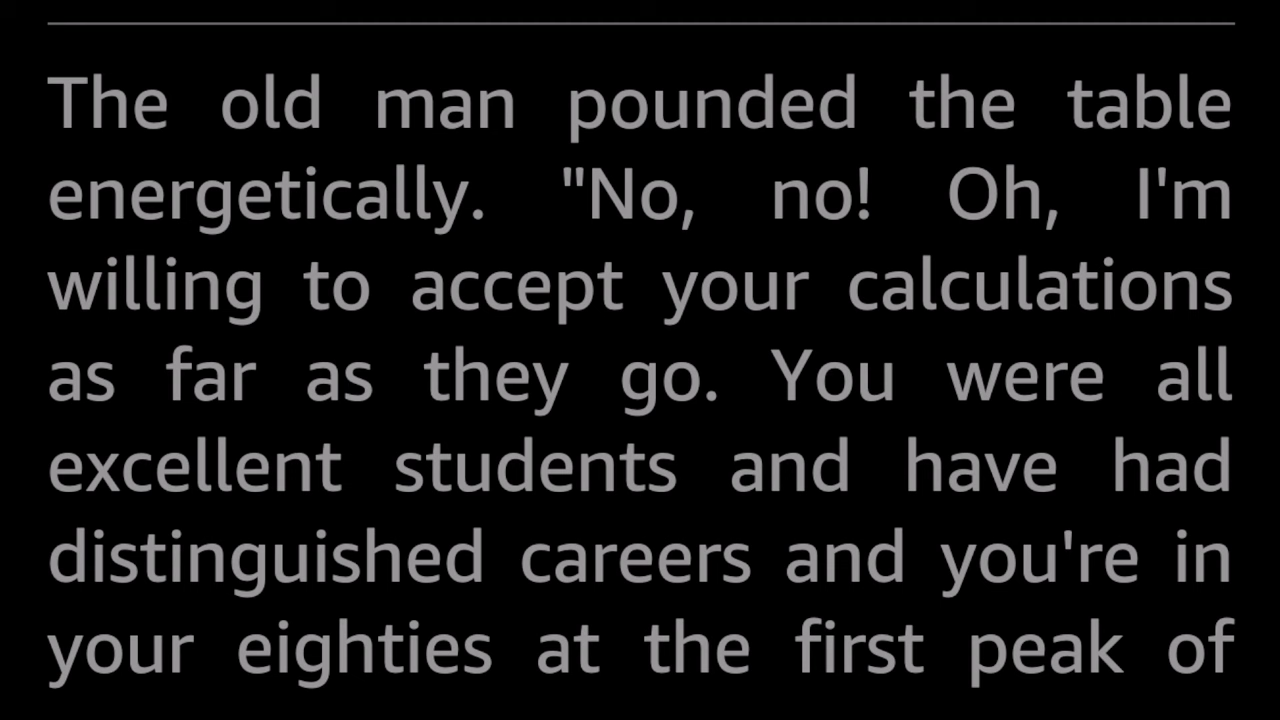 The old man pounded the table
energetically. "No, no! Oh, I'm
willing to accept your calculations
as far as they go. You were all
excellent students and have had
distinguished careers and you're in
your eighties at the first peak of